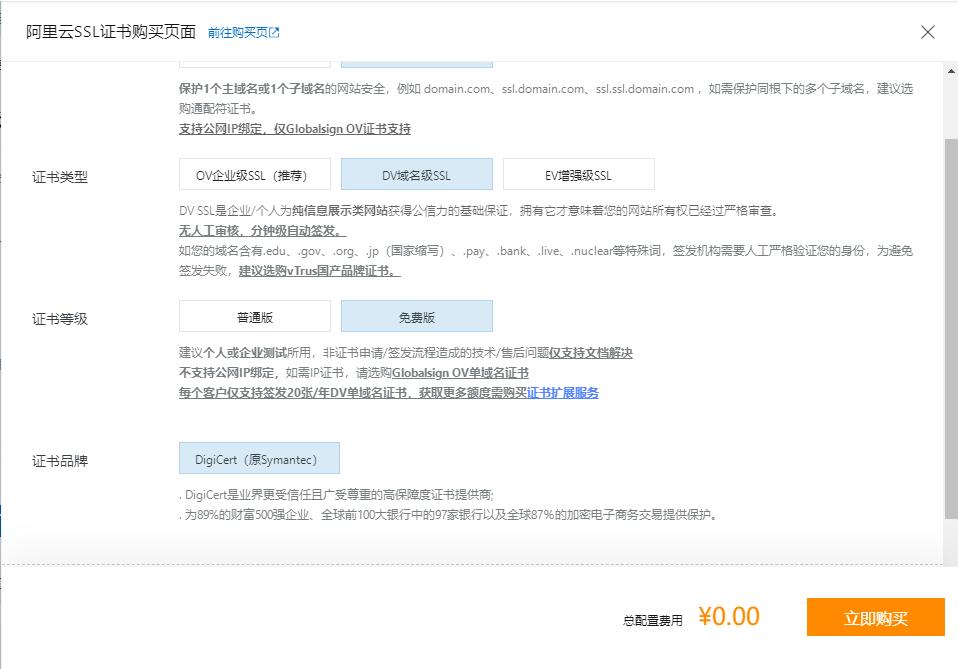 阿里云SSL证书购买页面 前往购买页
保护1个主域名或1个子域名的网站安全，例如 domain.com、ssl.domain.com、ssl.ssl.domain.com ，如需保护同根下的多个子域名，建议选
购通配符证书。
支持公网IP绑定，仅Globalsign OV证书支持
证书类型 OV企业级SSL（推荐） DV域名级SSL EV增强级SSL
DV SSL是企业/个人为纯信息展示类网站获得公信力的基础保证，拥有它才意味着您的网站所有权已经过严格审查。
无人工审核，分钟级自动签发。
如您的域名含有.edu、.gov、.org、.jp（国家缩写）、.pay、.bank、.live、.nuclear等特殊词，签发机构需要人工严格验证您的身份，为避免
签发失败，建议选购vTrus国产品牌证书。
证书等级 普通版 免费版
建议个人或企业测试所用，非证书申请/签发流程造成的技术/售后问题仅支持文档解决
不支持公网IP绑定，如需IP证书，请选购Globalsign OV单域名证书
每个客户仅支持签发20张/年DV单域名证书，获取更多额度需购买证书扩展服务
证书品牌 DigiCert（原Symantec）
. DigiCert是业界更受信任且广受尊重的高保障度证书提供商;
. 为89%的财富500强企业、全球前100大银行中的97家银行以及全球87%的加密电子商务交易提供保护。
总配置费用 ¥0.00 立即购买